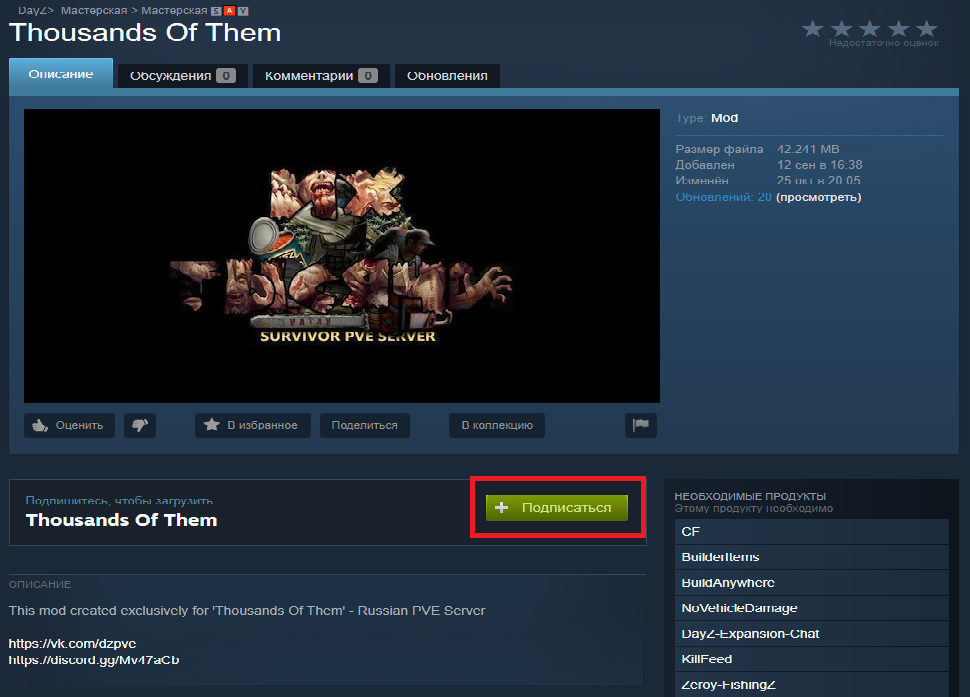 DayZ> Мастерская > Мастерская S A V
Thousands Of Them
Недостаточно оценок
Описание Обсуждения 0 Комментарии 0 Обновления
Type: Mod
Размер файла 42.241 MB
Добавлен 12 сен в 16:38
Изменён 25 окт в 20:05
Обновлений: 20 (просмотреть)
SURVIVOR PVE SERVER
Оценить В избранное Поделиться В коллекцию
Подпишитесь, чтобы загрузить
Thousands Of Them
+ Подписаться
ОПИСАНИЕ
This mod created exclusively for 'Thousands Of Them' - Russian PVE Server
https://vk.com/dzpve
https://discord.gg/Mv47aCb
НЕОБХОДИМЫЕ ПРОДУКТЫ
Этому продукту необходимо
CF
BuilderItems
BuildAnywhere
NoVehicleDamage
DayZ-Expansion-Chat
KillFeed
Zeroy-FishingZ